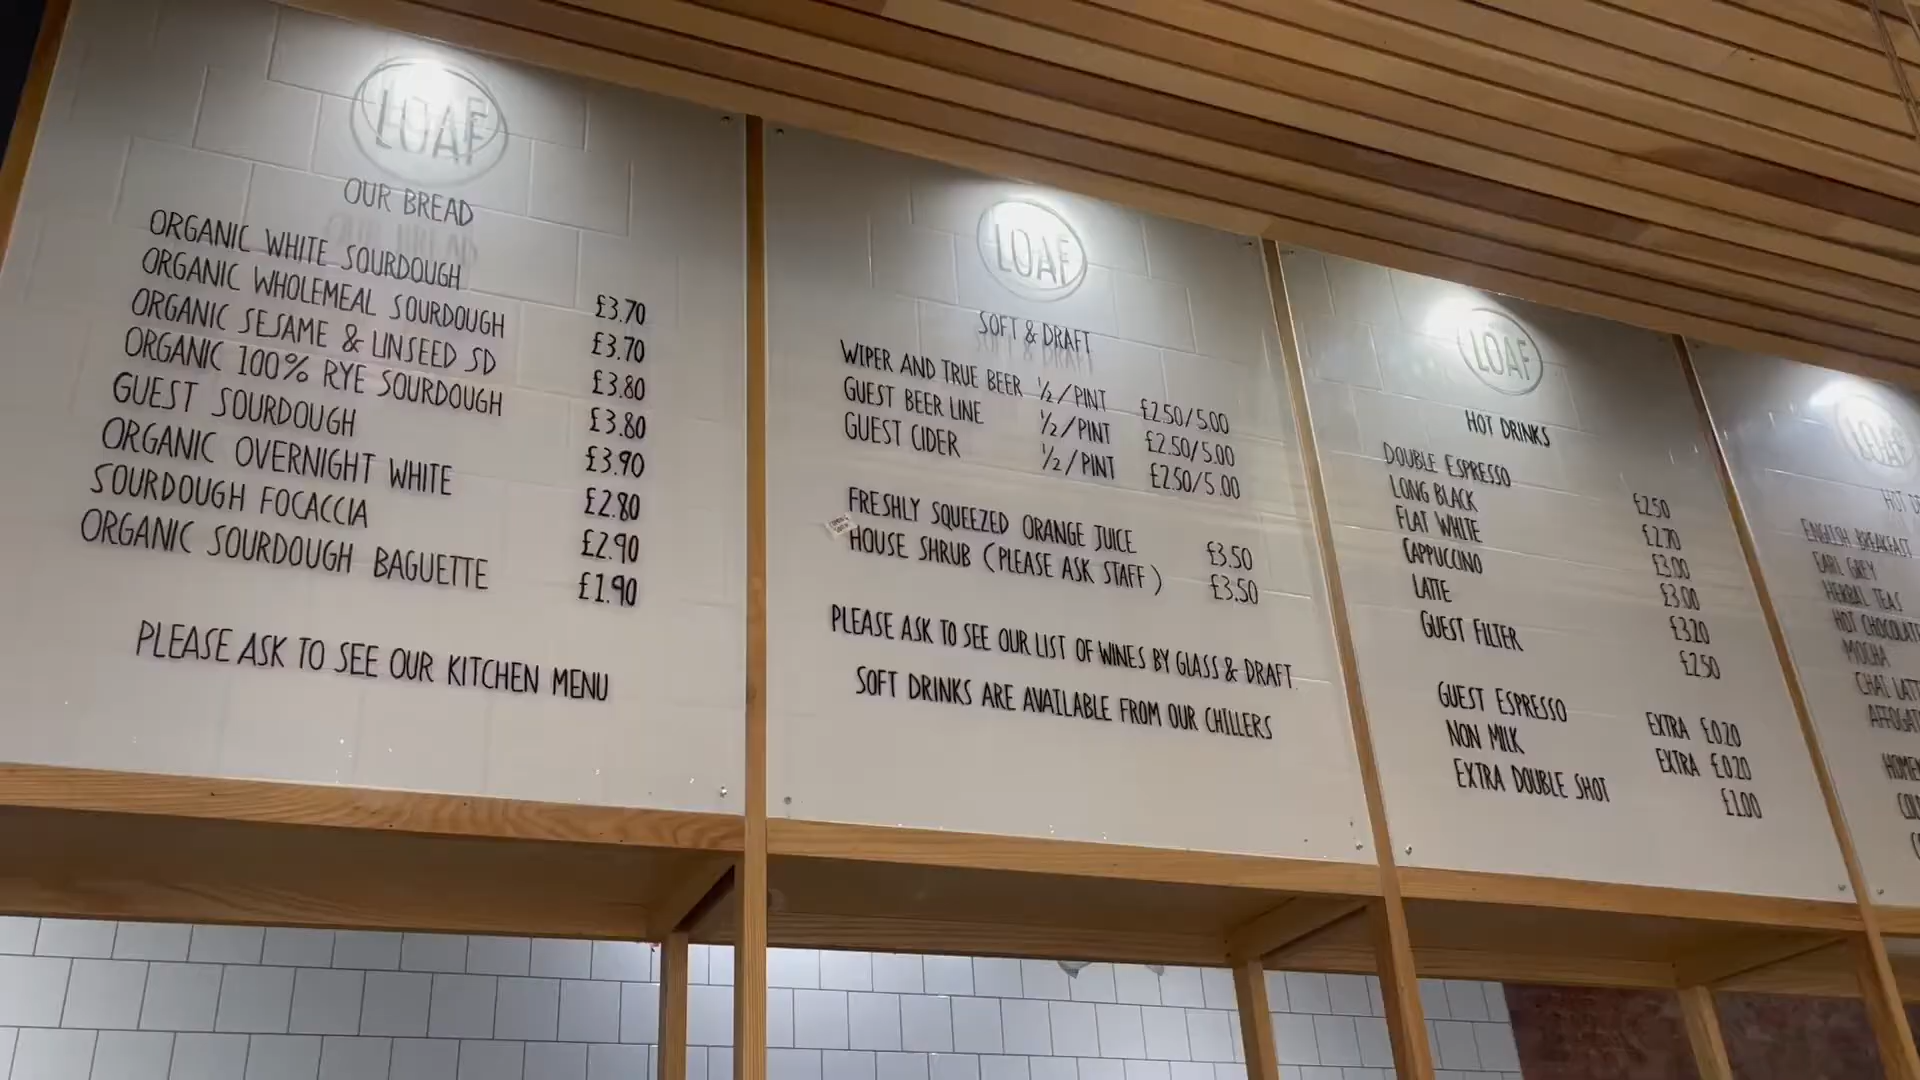 LOAF
OUR BREAD
ORGANIC WHITE SOURDOUGH £3.70
ORGANIC WHOLEMEAL SOURDOUGH £3.70
ORGANIC SESAME & LINSEED SD £3.80
ORGANIC 100% RYE SOURDOUGH £3.80
GUEST SOURDOUGH £3.90
ORGANIC OVERNIGHT WHITE £2.80
SOURDOUGH FOCACCIA £2.90
ORGANIC SOURDOUGH BAGUETTE £1.90
PLEASE ASK TO SEE OUR KITCHEN MENU
LOAF
SOFT & DRAFT
WIPER AND TRUE BEER ½/PINT £2.50/5.00
GUEST BEER LINE ½/PINT £2.50/5.00
GUEST CIDER ½/PINT £2.50/5.00
FRESHLY SQUEEZED ORANGE JUICE £3.50
COMING SOON
HOUSE SHRUB (PLEASE ASK STAFF) £3.50
PLEASE ASK TO SEE OUR LIST OF WINES BY GLASS & DRAFT.
SOFT DRINKS ARE AVAILABLE FROM OUR CHILLERS
LOAF
HOT DRINKS
DOUBLE ESPRESSO £2.50
LONG BLACK £2.70
FLAT WHITE £3.00
CAPPUCCINO £3.00
LATTE £3.20
GUEST FILTER £2.50
GUEST ESPRESSO EXTRA £0.20
NON MILK EXTRA £0.20
EXTRA DOUBLE SHOT £1.00
LOAF
HOT
ENGLISH BREAKFAST
EARL GREY
HERBAL TEAS
HOT CHOCOLATE
MOCHA
CHAI LATT
AFFOGAT